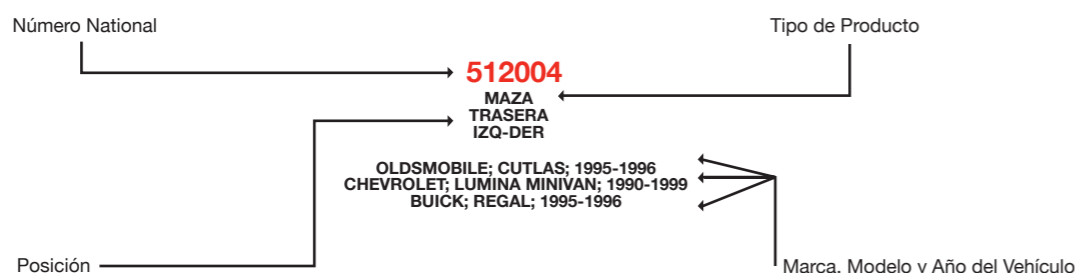 Número National
Tipo de Producto
512004
MAZA
TRASERA
IZQ-DER
OLDSMOBILE; CUTLAS; 1995-1996
CHEVROLET; LUMINA MINIVAN; 1990-1999
BUICK; REGAL; 1995-1996
Posición
Marca, Modelo y Año del Vehículo